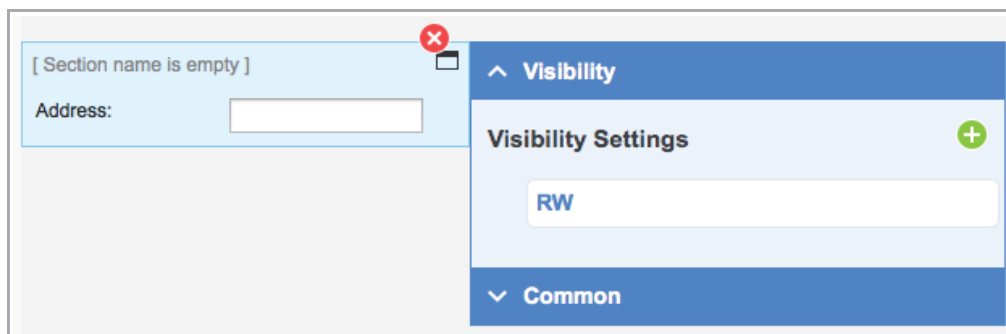 [ Section name is empty ]
Address:
Visibility
Visibility Settings
RW
Common